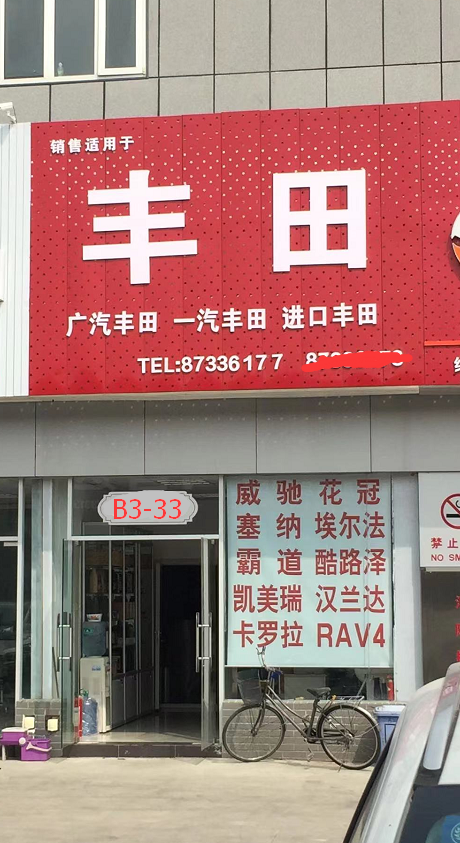 销售适用于
丰田
广汽丰田 一汽丰田 进口丰田
TEL:87336177
B3-33
威驰 花冠
塞纳 埃尔法
霸道 酷路泽
凯美瑞 汉兰达
卡罗拉 RAV4
禁止
NO SM